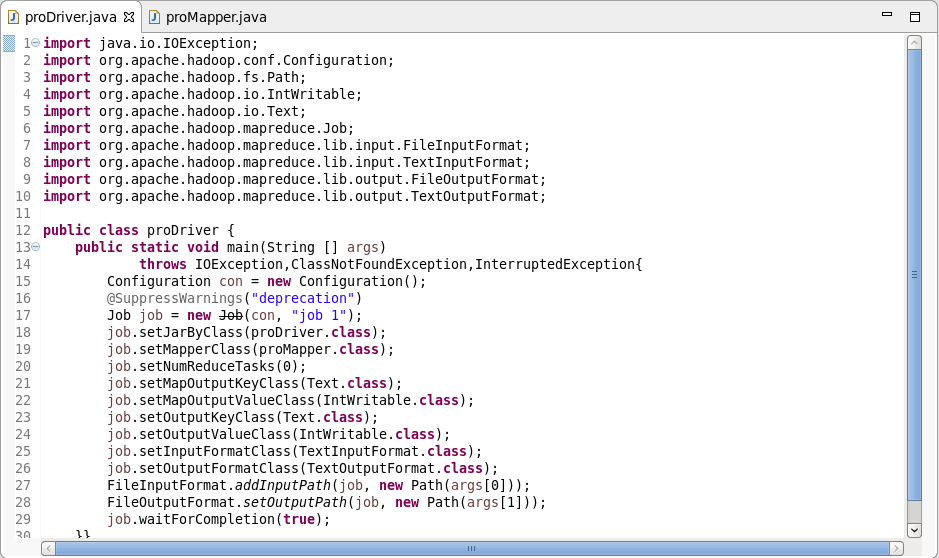 proDriver.java proMapper.java
1 import java.io.IOException;
2 import org.apache.hadoop.conf.Configuration;
3 import org.apache.hadoop.fs.Path;
4 import org.apache.hadoop.io.IntWritable;
5 import org.apache.hadoop.io.Text;
6 import org.apache.hadoop.mapreduce.Job;
7 import org.apache.hadoop.mapreduce.lib.input.FileInputFormat;
8 import org.apache.hadoop.mapreduce.lib.input.TextInputFormat;
9 import org.apache.hadoop.mapreduce.lib.output.FileOutputFormat;
10 import org.apache.hadoop.mapreduce.lib.output.TextOutputFormat;
11
12 public class proDriver {
13     public static void main(String [] args)
14             throws IOException,ClassNotFoundException,InterruptedException{
15         Configuration con = new Configuration();
16         @SuppressWarnings("deprecation")
17         Job job = new Job(con, "job 1");
18         job.setJarByClass(proDriver.class);
19         job.setMapperClass(proMapper.class);
20         job.setNumReduceTasks(0);
21         job.setMapOutputKeyClass(Text.class);
22         job.setMapOutputValueClass(IntWritable.class);
23         job.setOutputKeyClass(Text.class);
24         job.setOutputValueClass(IntWritable.class);
25         job.setInputFormatClass(TextInputFormat.class);
26         job.setOutputFormatClass(TextOutputFormat.class);
27         FileInputFormat.addInputPath(job, new Path(args[0]));
28         FileOutputFormat.setOutputPath(job, new Path(args[1]));
29         job.waitForCompletion(true);
30     }}